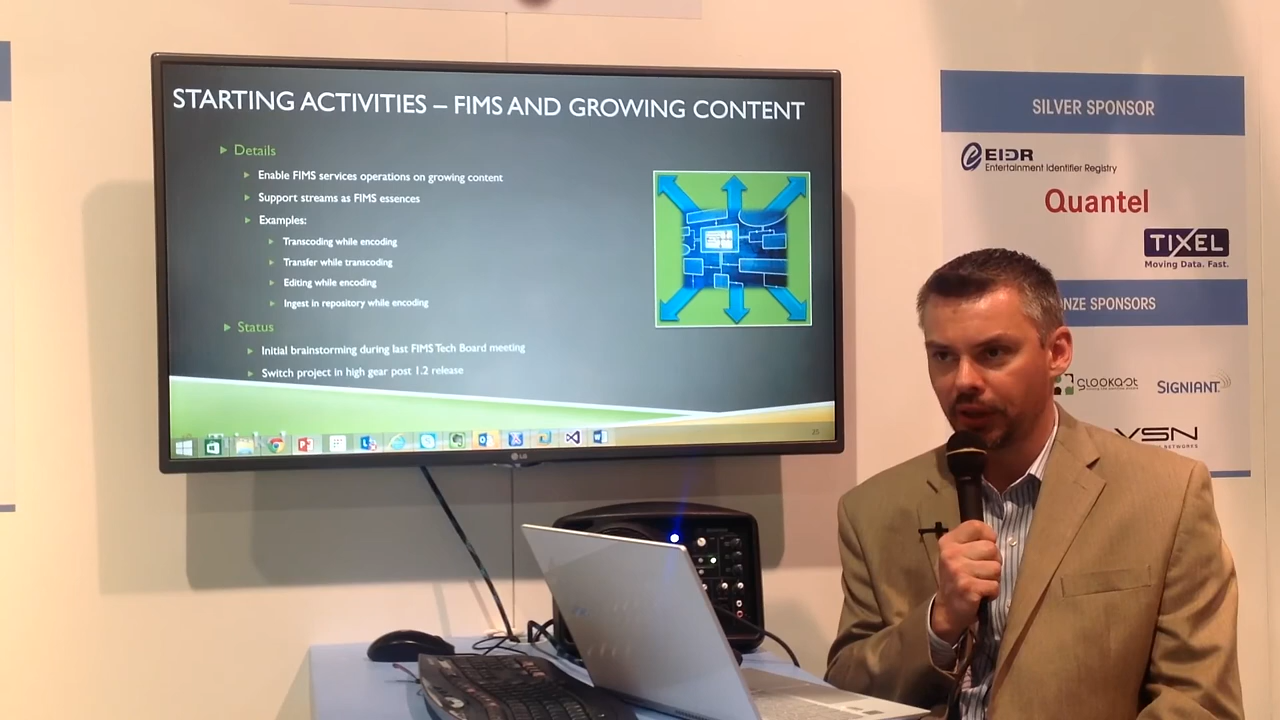 STARTING ACTIVITIES – FIMS AND GROWING CONTENT
Details
Enable FIMS services operations on growing content
Support streams as FIMS essences
Examples:
Transcoding while encoding
Transfer while transcoding
Editing while encoding
Ingest in repository while encoding
Status
Initial brainstorming during last FIMS Tech Board meeting
Switch project in high gear post 1.2 release
25
LG
SILVER SPONSOR
EIDR
Entertainment Identifier Registry
Quantel
TIXEL
Moving Data. Fast.
NZE SPONSORS
SIGNIANT
VSN
NETWORKS